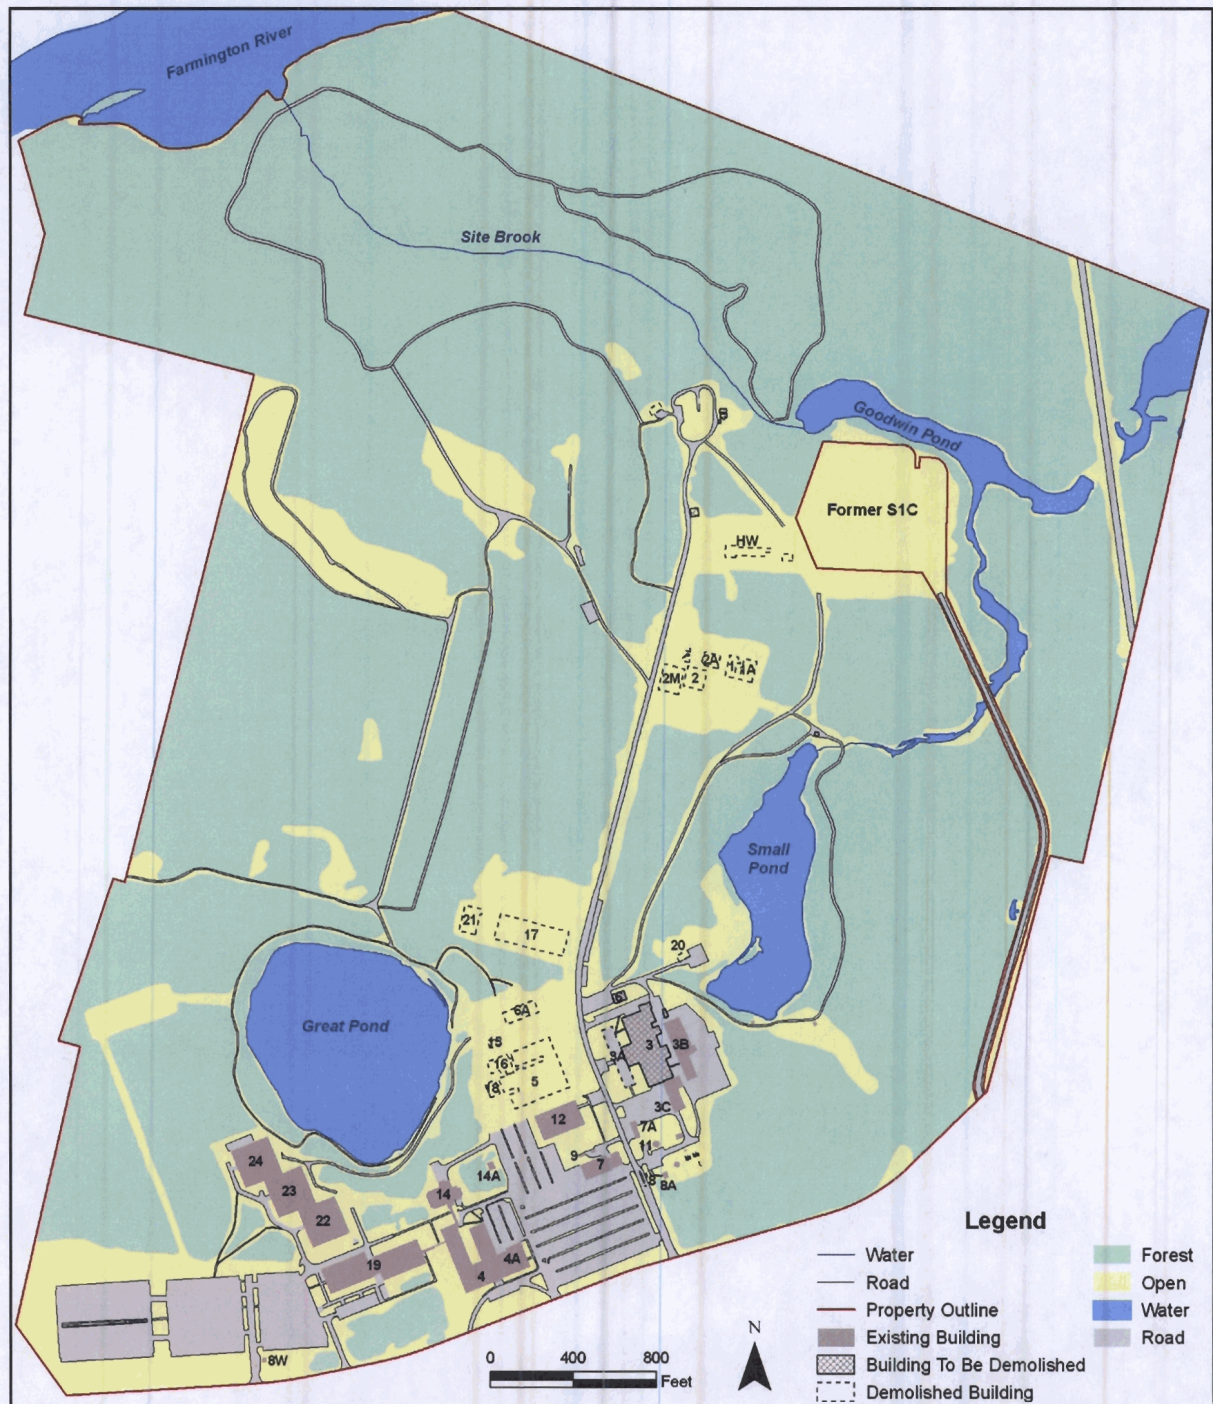 Farmington River
Site Brook
Goodwin Pond
Former S1C
HW
2A
1
1A
2M
2
Small
Pond
21
17
20
6
6A
Great Pond
15
3
3B
3A
16
5
18
3C
12
7A
11
9
7
24
14A
8
8A
23
14
22
4A
19
4
8W
Legend
Water
Road
Property Outline
Existing Building
Building To Be Demolished
Demolished Building
Forest
Open
Water
Road
N
0
400
800
Feet